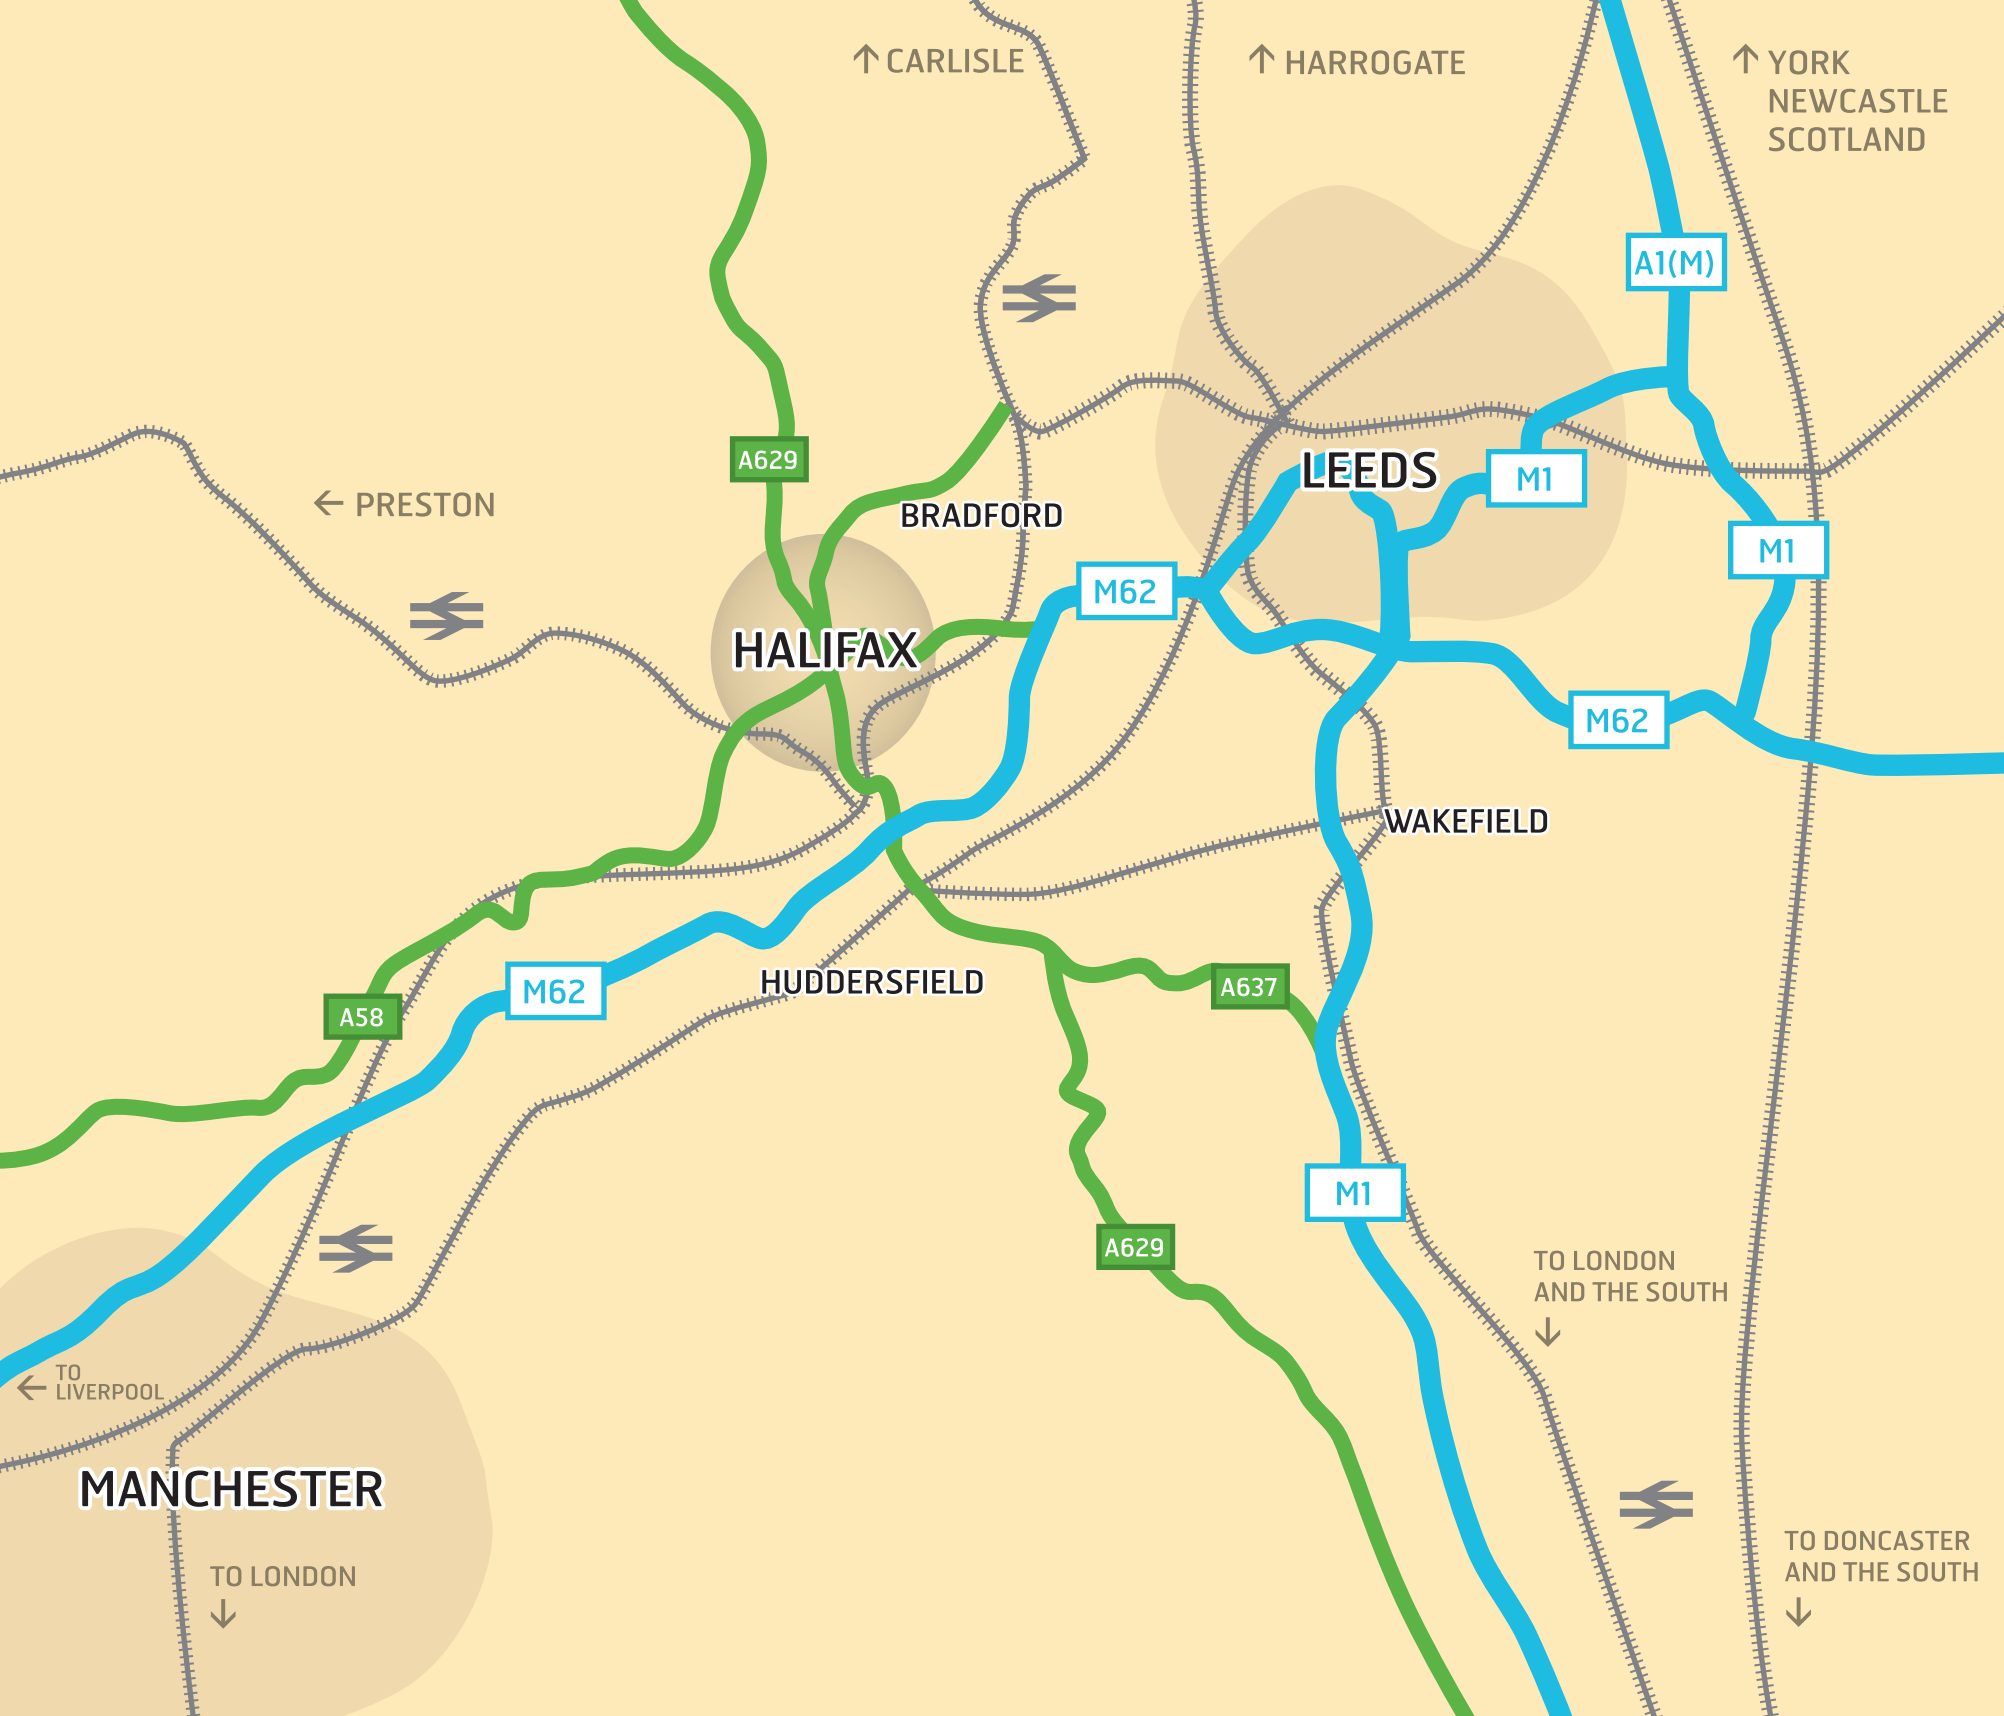 CARLISLE
HARROGATE
YORK
NEWCASTLE
SCOTLAND
A1(M)
A629
LEEDS
M1
PRESTON
BRADFORD
M1
M62
HALIFAX
M62
WAKEFIELD
HUDDERSFIELD
M62
A637
A58
M1
A629
TO LONDON
AND THE SOUTH
TO
LIVERPOOL
MANCHESTER
TO DONCASTER
AND THE SOUTH
TO LONDON